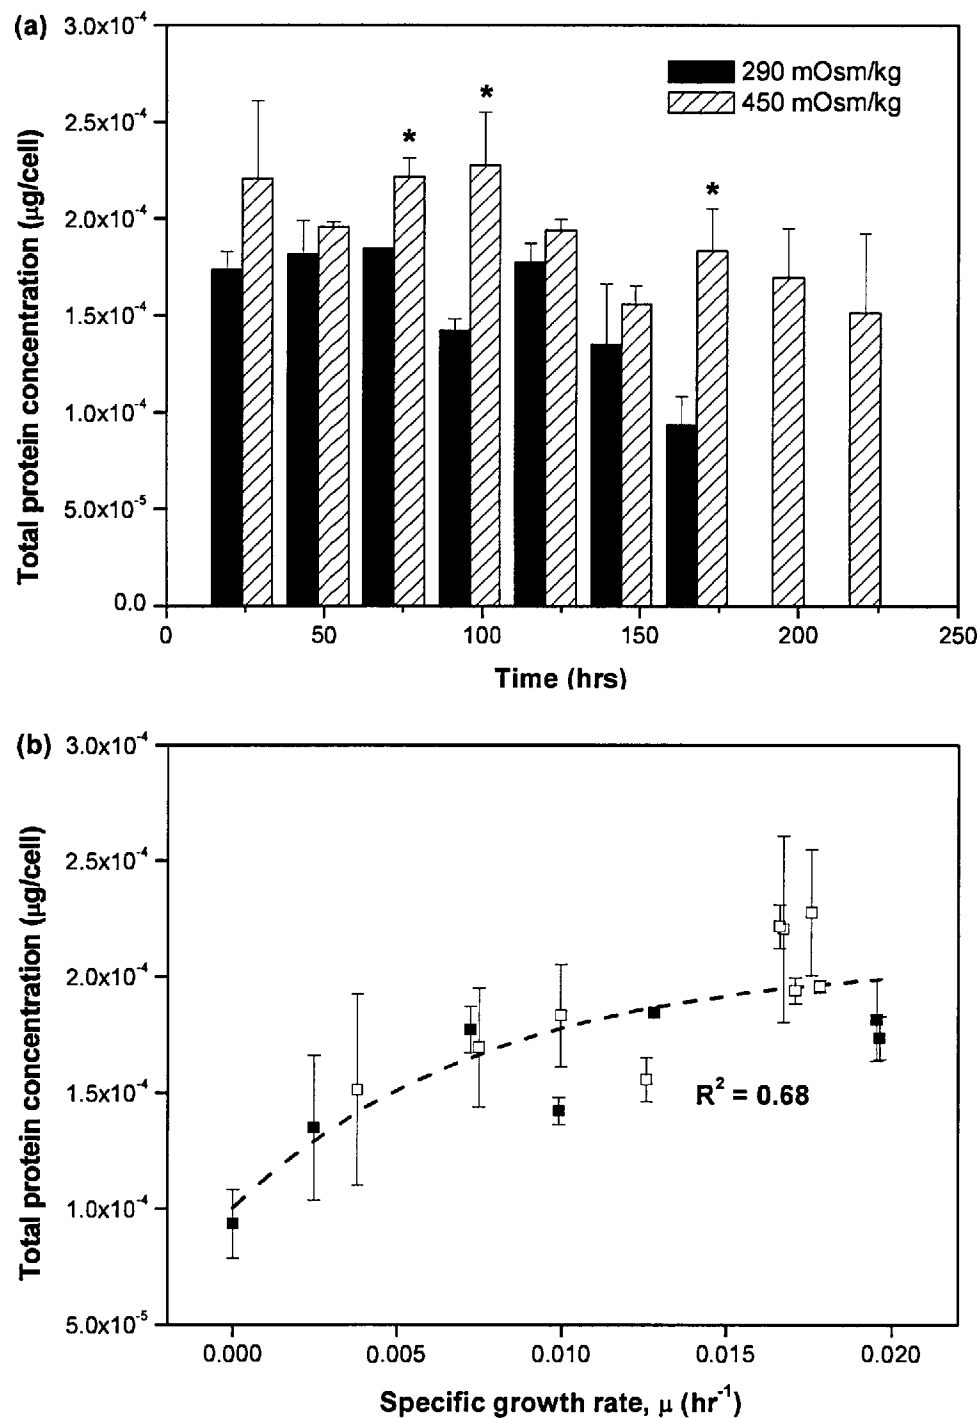 (a)
Total protein concentration (μg/cell)
3.0x10⁻⁴
2.5x10⁻⁴
2.0x10⁻⁴
1.5x10⁻⁴
1.0x10⁻⁴
5.0x10⁻⁵
0.0
290 mOsm/kg
450 mOsm/kg
*
*
*
0 50 100 150 200 250
Time (hrs)
(b)
Total protein concentration (μg/cell)
3.0x10⁻⁴
2.5x10⁻⁴
2.0x10⁻⁴
1.5x10⁻⁴
1.0x10⁻⁴
5.0x10⁻⁵
R² = 0.68
0.000 0.005 0.010 0.015 0.020
Specific growth rate, μ (hr⁻¹)